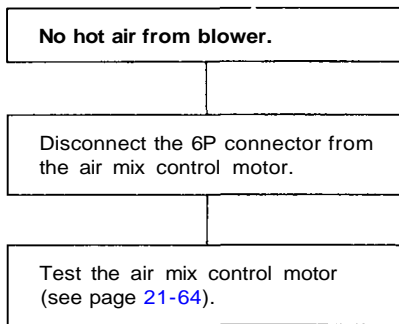 No hot air from blower.
Disconnect the 6P connector from
the air mix control motor.
Test the air mix control motor
(see page 21-64).